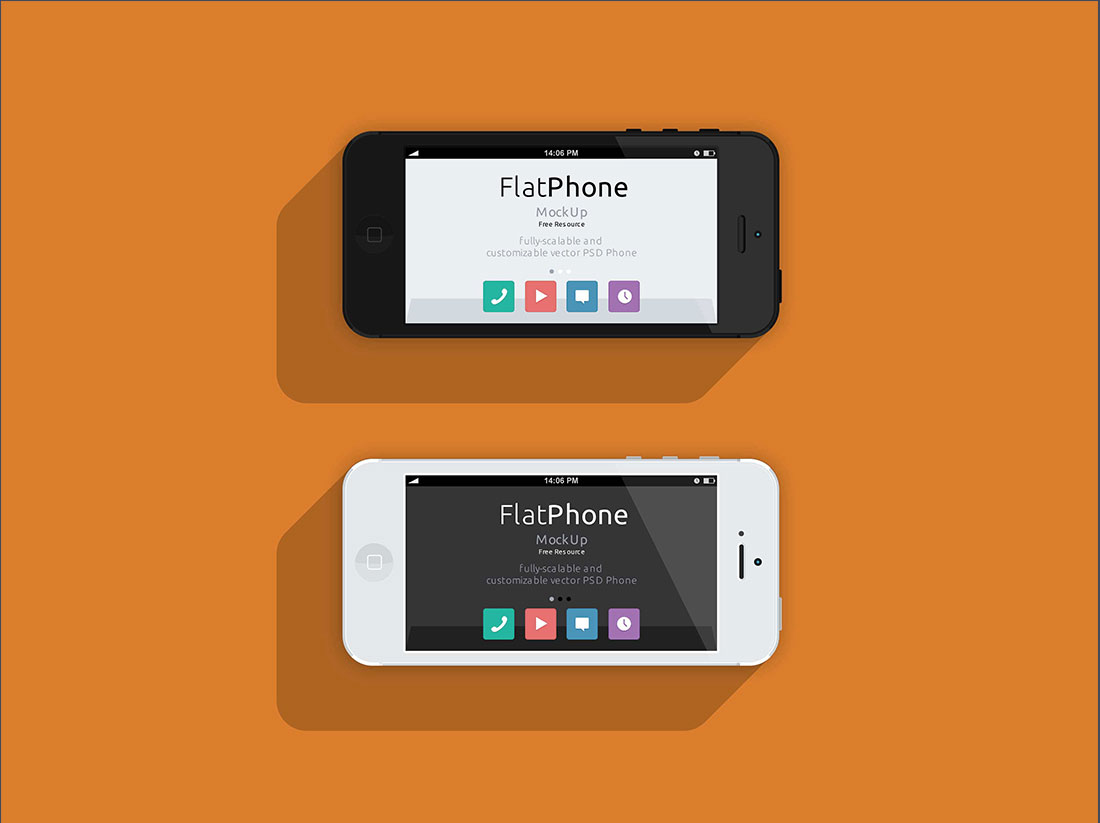 14:06 PM
FlatPhone
MockUp
Free Resource
fully-scalable and
customizable vector PSD Phone
14:06 PM
FlatPhone
MockUp
Free Resource
fully-scalable and
customizable vector PSD Phone